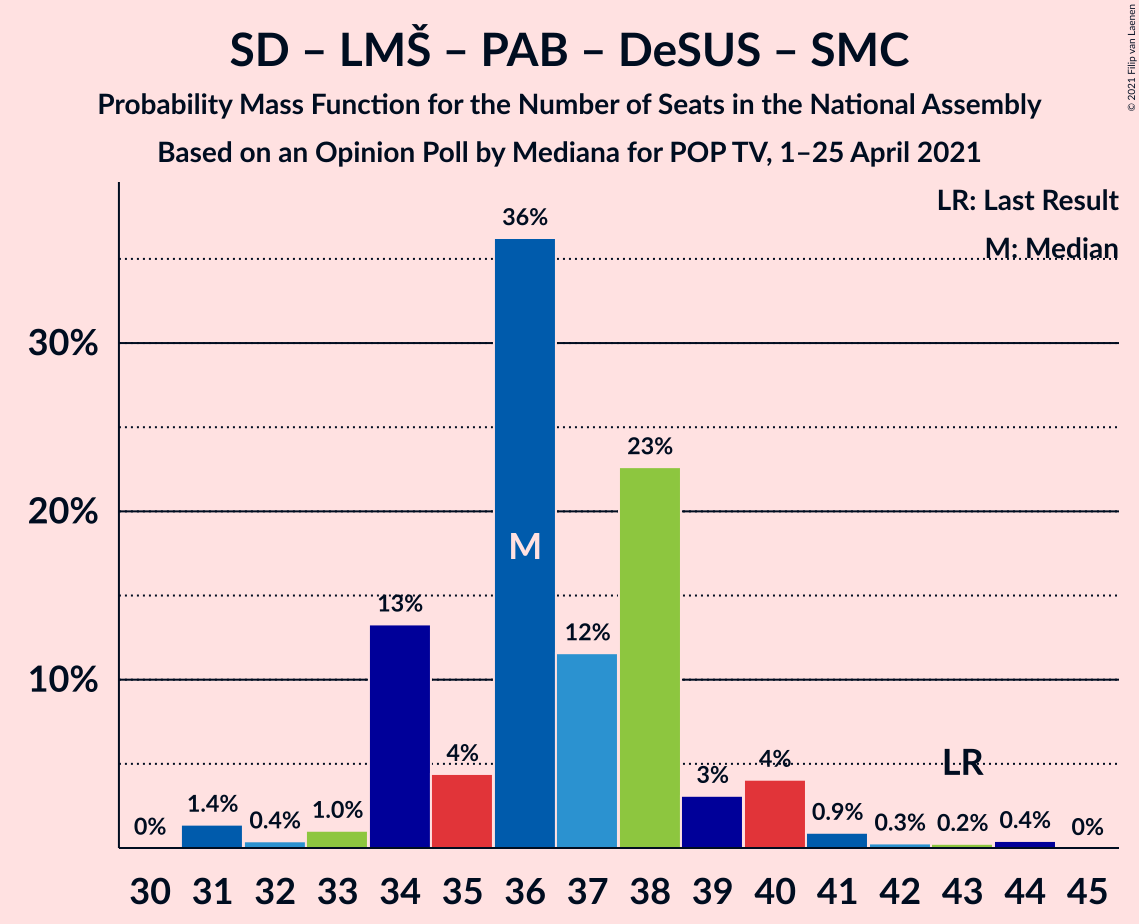 SD – LMŠ – PAB – DeSUS – SMC
Probability Mass Function for the Number of Seats in the National Assembly
Based on an Opinion Poll by Mediana for POP TV, 1–25 April 2021
© 2021 Filip van Laenen
LR: Last Result
M: Median
30%
20%
10%
0%
1.4%
0.4%
1.0%
13%
4%
36%
12%
23%
3%
4%
0.9%
0.3%
0.2%
0.4%
0%
M
LR
30 31 32 33 34 35 36 37 38 39 40 41 42 43 44 45